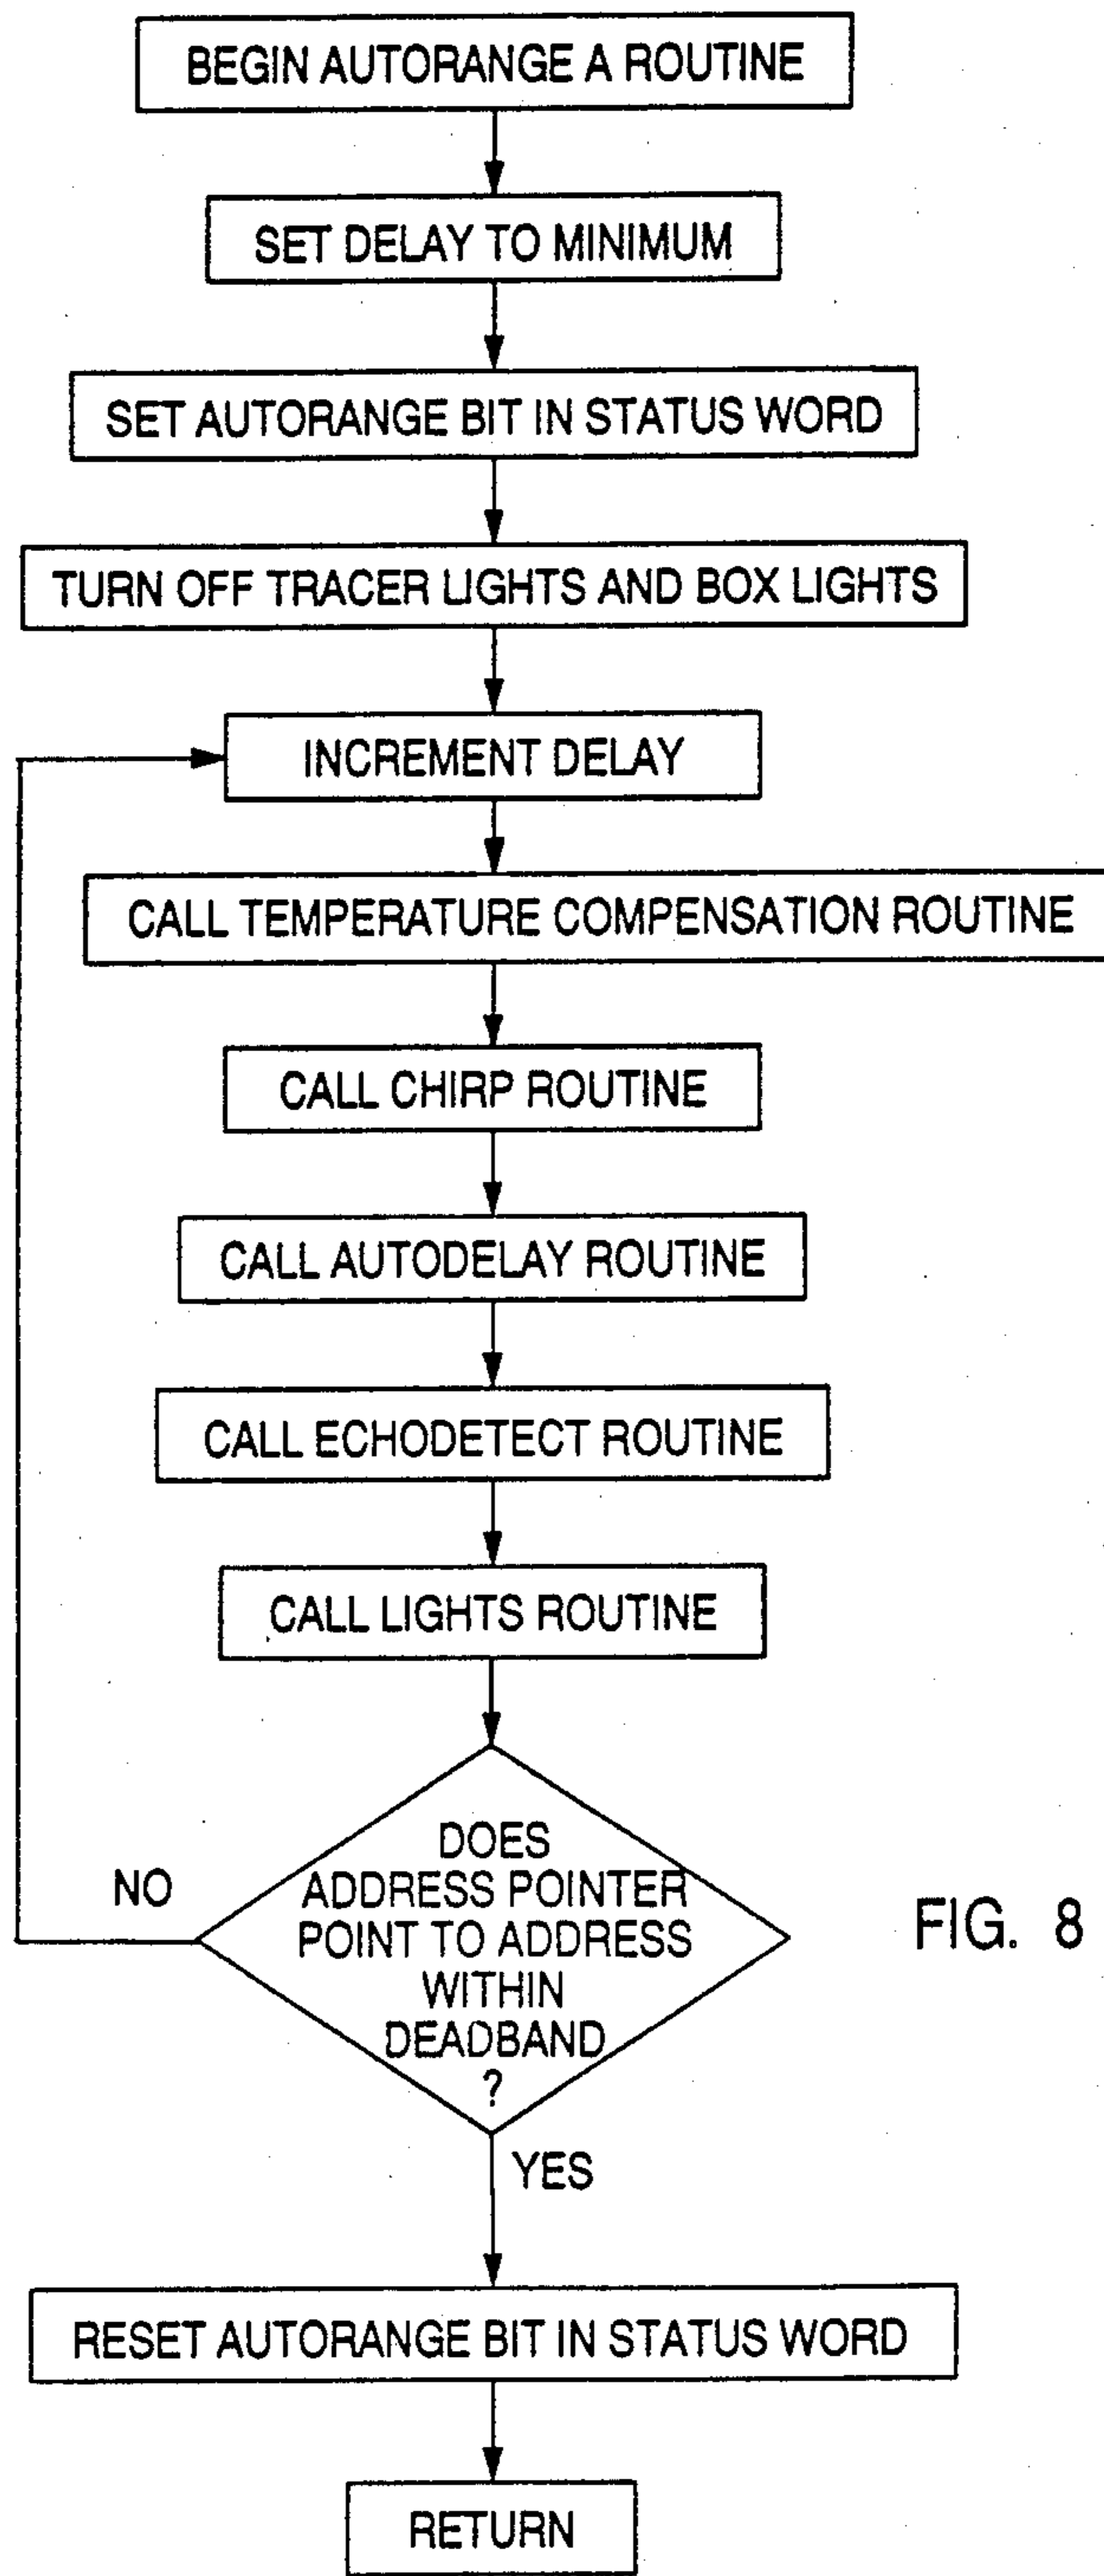 BEGIN AUTORANGE A ROUTINE
SET DELAY TO MINIMUM
SET AUTORANGE BIT IN STATUS WORD
TURN OFF TRACER LIGHTS AND BOX LIGHTS
INCREMENT DELAY
CALL TEMPERATURE COMPENSATION ROUTINE
CALL CHIRP ROUTINE
CALL AUTODELAY ROUTINE
CALL ECHODETECT ROUTINE
CALL LIGHTS ROUTINE
DOES
ADDRESS POINTER
POINT TO ADDRESS
WITHIN
DEADBAND
?
NO
YES
FIG. 8
RESET AUTORANGE BIT IN STATUS WORD
RETURN